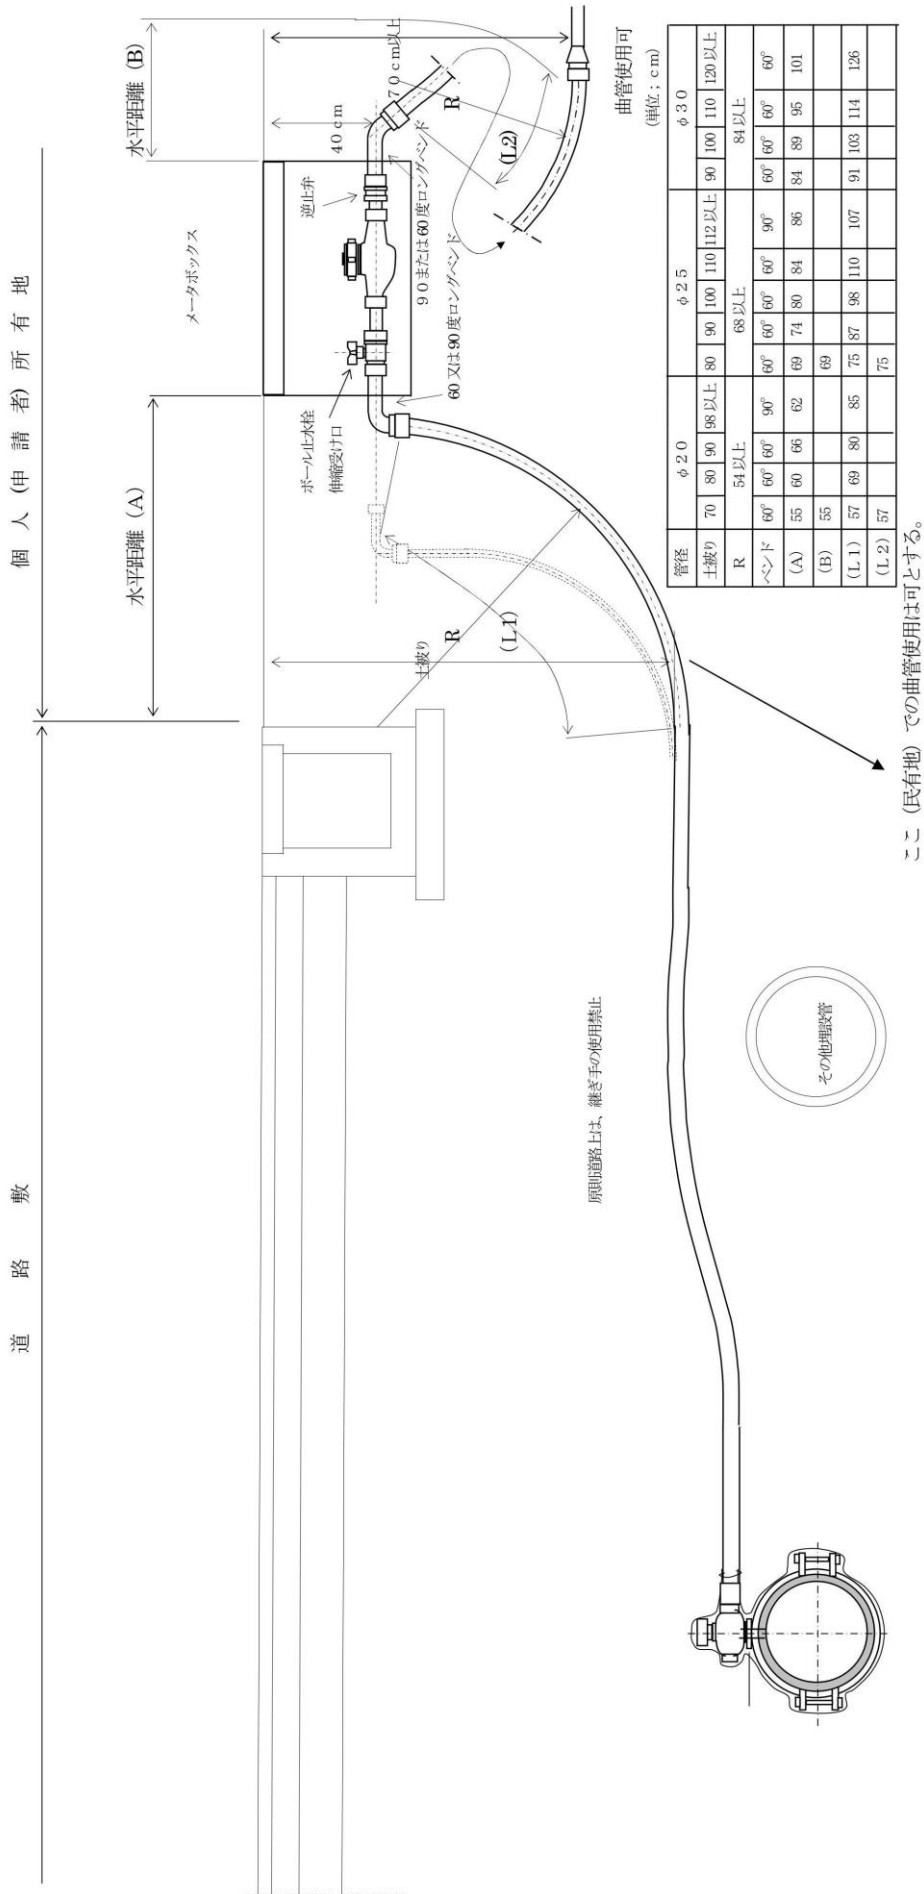 道 路 敷
個 人 (申 請 者) 所 有 地
水平距離 (A)
水平距離 (B)
メータボックス
逆止弁
40cm
70cm以上
ボール止水栓
伸縮受け口
60又は90度ロングベンド
90または60度ロングベンド
R
(L2)
土被り
R
(L1)
原則道路上は、継ぎ手の使用禁止
その他埋設管
曲管使用可
(単位；cm)
管径 φ20 φ25 φ30
土被り 70 80 90 98以上 80 90 100 110 112以上 90 100 110 120以上
R 54以上 68以上 84以上
ベンド 60° 60° 60° 90° 60° 60° 60° 60° 90° 60° 60° 60° 60°
(A) 55 60 66 62 69 74 80 84 86 84 89 95 101
(B) 55 69
(L1) 57 69 80 85 75 87 98 110 107 91 103 114 126
(L2) 57 75
ここ (民有地) での曲管使用は可とする。